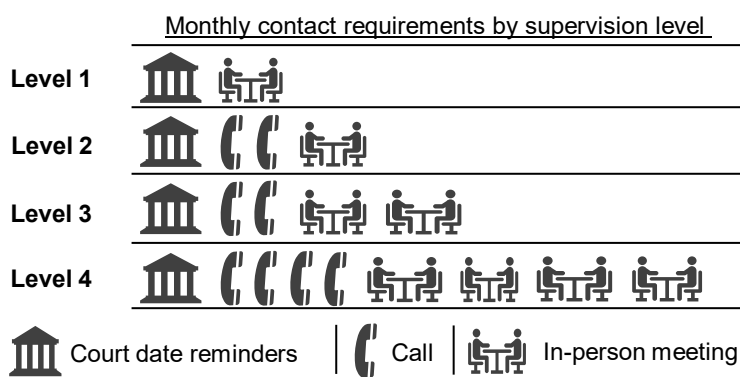 Monthly contact requirements by supervision level
Level 1
Level 2
Level 3
Level 4
Court date reminders
Call
In-person meeting